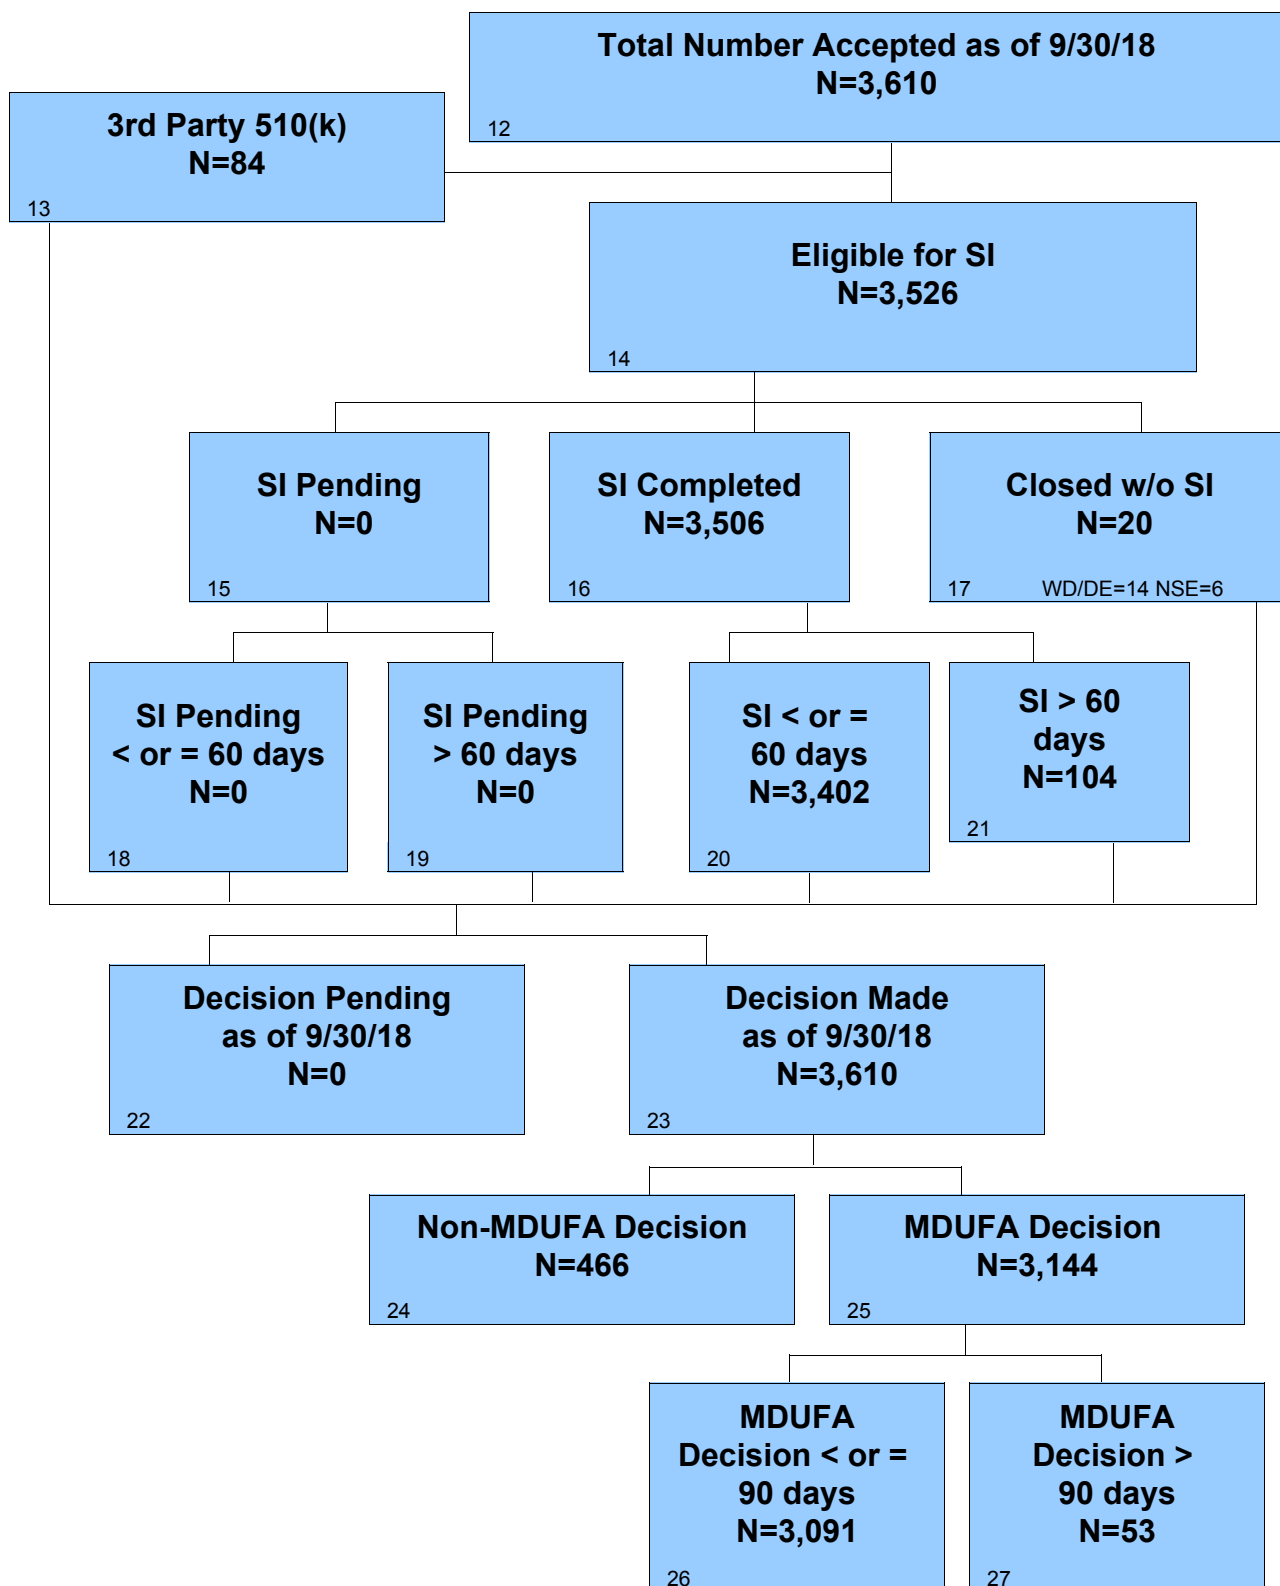 Total Number Accepted as of 9/30/18
N=3,610
12
3rd Party 510(k)
N=84
13
Eligible for SI
N=3,526
14
SI Pending
N=0
15
SI Completed
N=3,506
16
Closed w/o SI
N=20
17 WD/DE=14 NSE=6
SI Pending
< or = 60 days
N=0
18
SI Pending
> 60 days
N=0
19
SI < or =
60 days
N=3,402
20
SI > 60
days
N=104
21
Decision Pending
as of 9/30/18
N=0
22
Decision Made
as of 9/30/18
N=3,610
23
Non-MDUFA Decision
N=466
24
MDUFA Decision
N=3,144
25
MDUFA
Decision < or =
90 days
N=3,091
26
MDUFA
Decision >
90 days
N=53
27